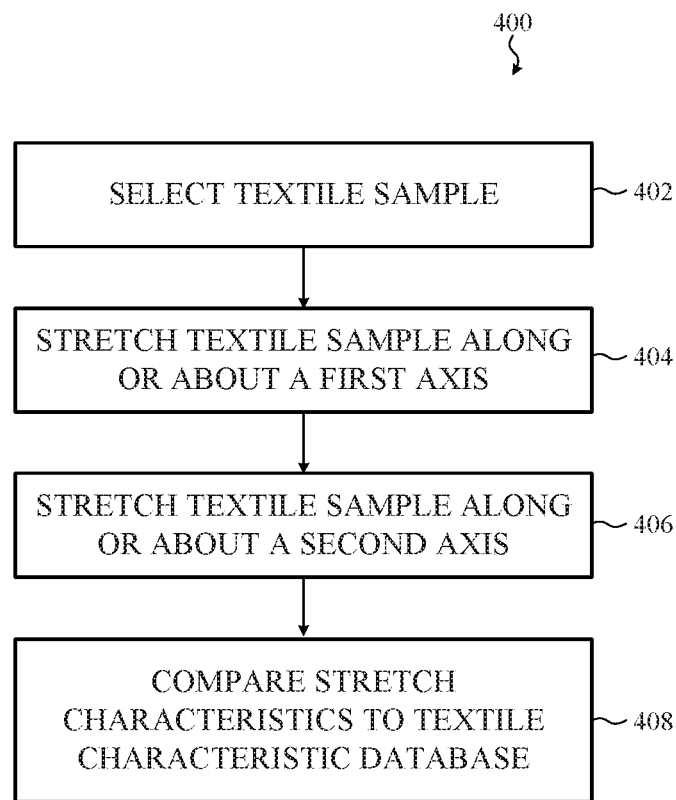 400
SELECT TEXTILE SAMPLE
402
STRETCH TEXTILE SAMPLE ALONG
OR ABOUT A FIRST AXIS
404
STRETCH TEXTILE SAMPLE ALONG
OR ABOUT A SECOND AXIS
406
COMPARE STRETCH
CHARACTERISTICS TO TEXTILE
CHARACTERISTIC DATABASE
408